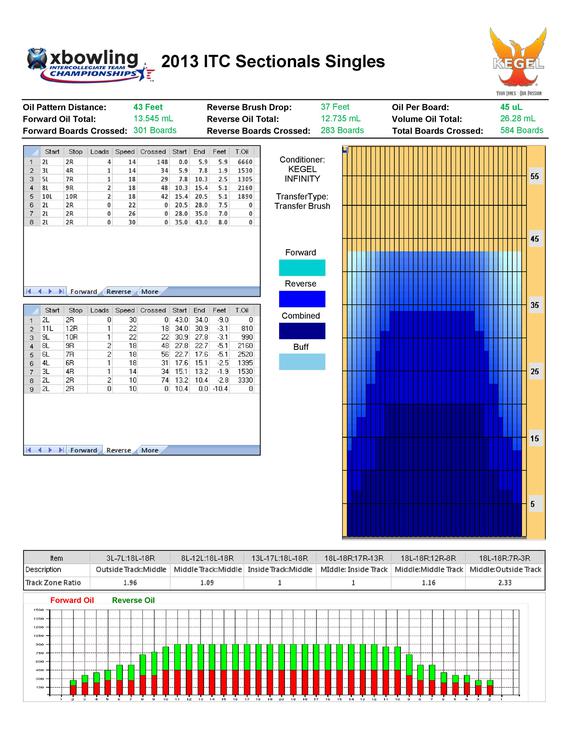 xbowling
INTERCOLLEGIATE TEAM
CHAMPIONSHIPS
2013 ITC Sectionals Singles
KEGEL
Oil Pattern Distance: 43 Feet Reverse Brush Drop: 37 Feet Oil Per Board: 45 uL
Forward Oil Total: 13.545 mL Reverse Oil Total: 12.735 mL Volume Oil Total: 26.28 mL
Forward Boards Crossed: 301 Boards Reverse Boards Crossed: 283 Boards Total Boards Crossed: 584 Boards
Start Stop Loads Speed Crossed Start End Feet T.Oil
1 2L 2R 4 14 148 0.0 5.9 5.9 6660
2 3L 4R 1 14 34 5.9 7.8 1.9 1530
3 5L 7R 1 18 29 7.8 10.3 2.5 1305
4 8L 9R 2 18 48 10.3 15.4 5.1 2160
5 10L 10R 2 18 42 15.4 20.5 5.1 1890
6 2L 2R 0 22 0 20.5 28.0 7.5 0
7 2L 2R 0 26 0 28.0 35.0 7.0 0
8 2L 2R 0 30 0 35.0 43.0 8.0 0
Forward Reverse More
Start Stop Loads Speed Crossed Start End Feet T.Oil
1 2L 2R 0 30 0 43.0 34.0 -9.0 0
2 11L 12R 1 22 18 34.0 30.9 -3.1 810
3 9L 10R 1 22 22 30.9 27.8 -3.1 990
4 8L 9R 2 18 48 27.8 22.7 -5.1 2160
5 6L 7R 2 18 56 22.7 17.6 -5.1 2520
6 4L 6R 1 18 31 17.6 15.1 -2.5 1395
7 3L 4R 1 14 34 15.1 13.2 -1.9 1530
8 2L 2R 2 10 74 13.2 10.4 -2.8 3330
9 2L 2R 0 10 0 10.4 0.0 -10.4 0
Forward Reverse More
Conditioner:
KEGEL
INFINITY
TransferType:
Transfer Brush
Forward
Reverse
Combined
Buff
55
45
35
25
15
5
Item 3L-7L:18L-18R 8L-12L:18L-18R 13L-17L:18L-18R 18L-18R:17R-13R 18L-18R:12R-8R 18L-18R:7R-3R
Description Outside Track:Middle Middle Track:Middle Inside Track:Middle Middle: Inside Track Middle:Middle Track Middle:Outside Track
Track Zone Ratio 1.96 1.09 1 1 1.16 2.33
Forward Oil Reverse Oil